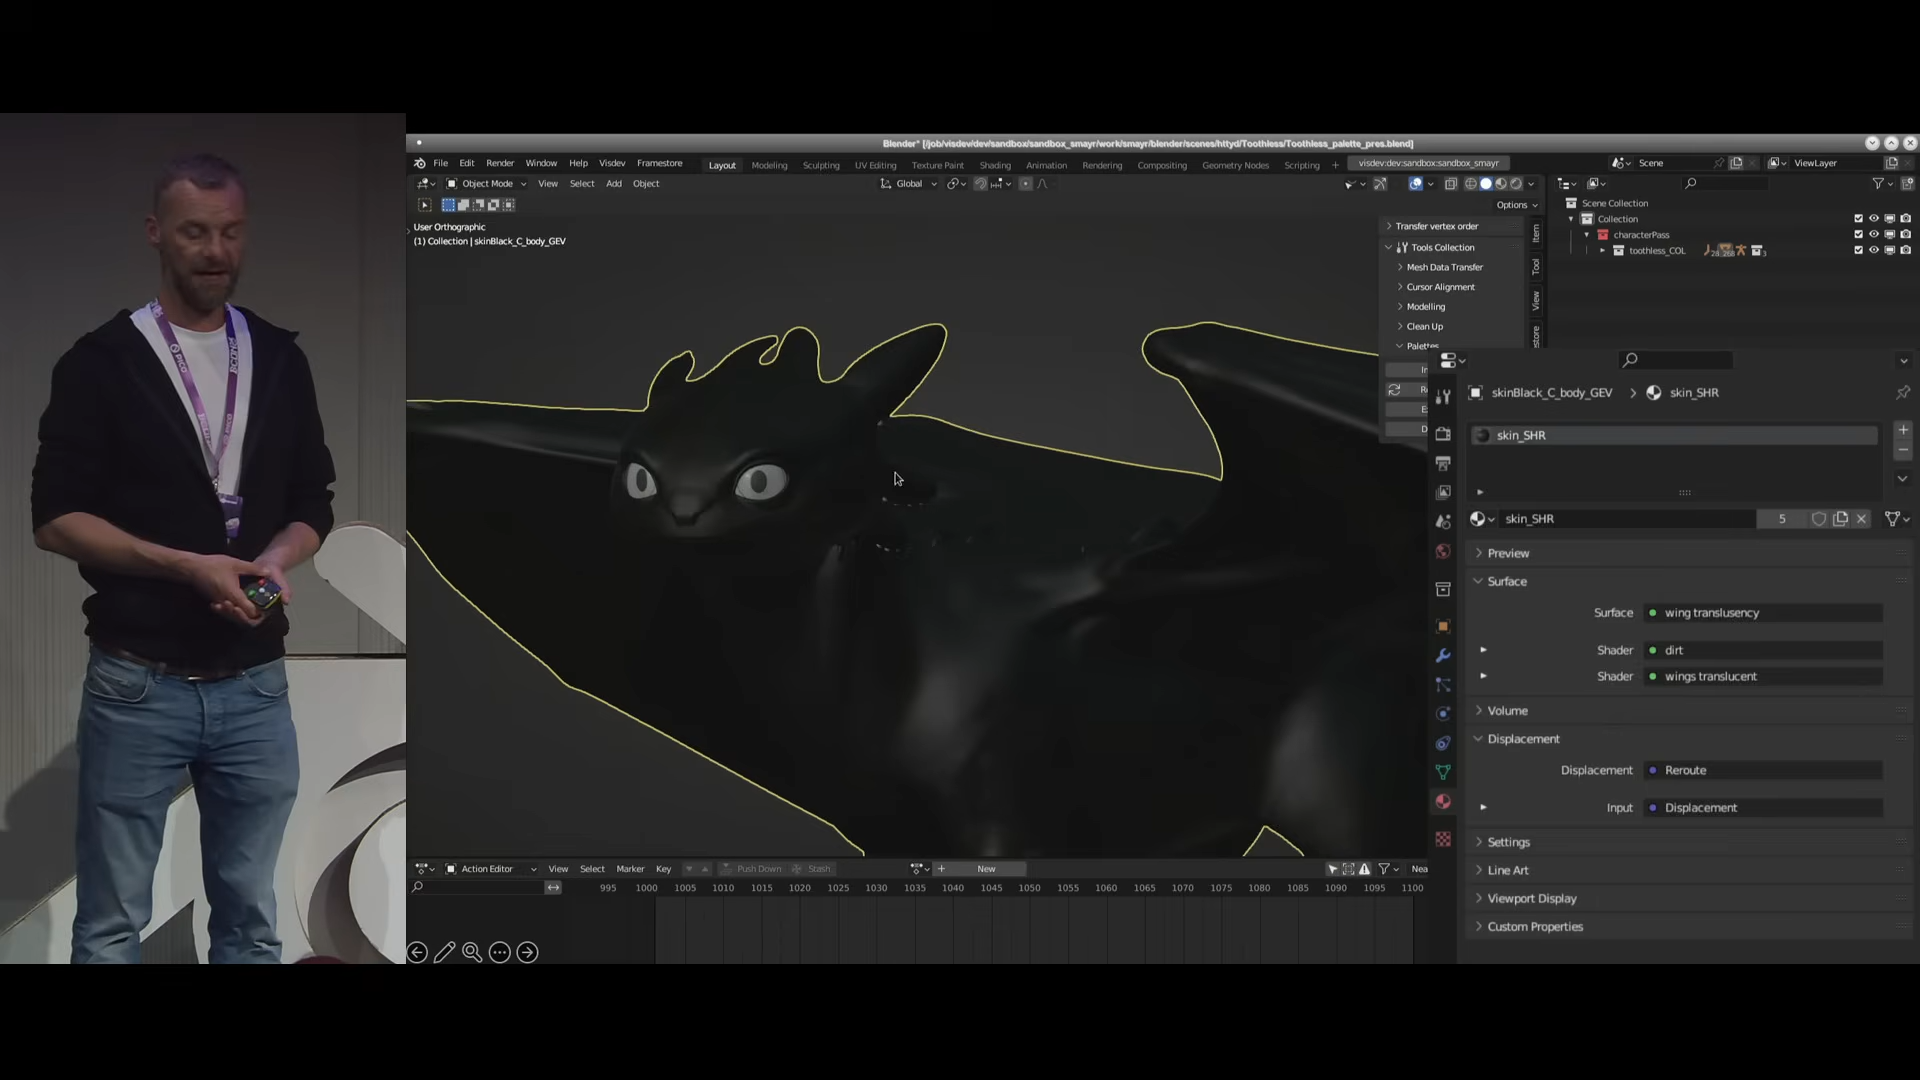 Blender* [/job/visdev/dev/sandbox/sandbox_smayr/work/smayr/blender/scenes/httyd/Toothless/Toothless_palette_pres.blend]
File Edit Render Window Help Visdev Framestore
Layout Modeling Sculpting UV Editing Texture Paint Shading Animation Rendering Compositing Geometry Nodes Scripting +
visdev:dev:sandbox:sandbox_smayr
Scene
ViewLayer
Object Mode View Select Add Object
Global
Options
User Orthographic
(1) Collection | skinBlack_C_body_GEV
Transfer vertex order
Tools Collection
Mesh Data Transfer
Cursor Alignment
Modelling
Clean Up
Palettes
Item
Tool
View
Scene Collection
Collection
characterPass
toothless_COL
skinBlack_C_body_GEV > skin_SHR
skin_SHR
skin_SHR 5
Preview
Surface
Surface wing translusency
Shader dirt
Shader wings translucent
Volume
Displacement
Displacement Reroute
Input Displacement
Settings
Line Art
Viewport Display
Custom Properties
Action Editor View Select Marker Key Push Down Stash
+ New
Nea
995 1000 1005 1010 1015 1020 1025 1030 1035 1040 1045 1050 1055 1060 1065 1070 1075 1080 1085 1090 1095 1100
PICO